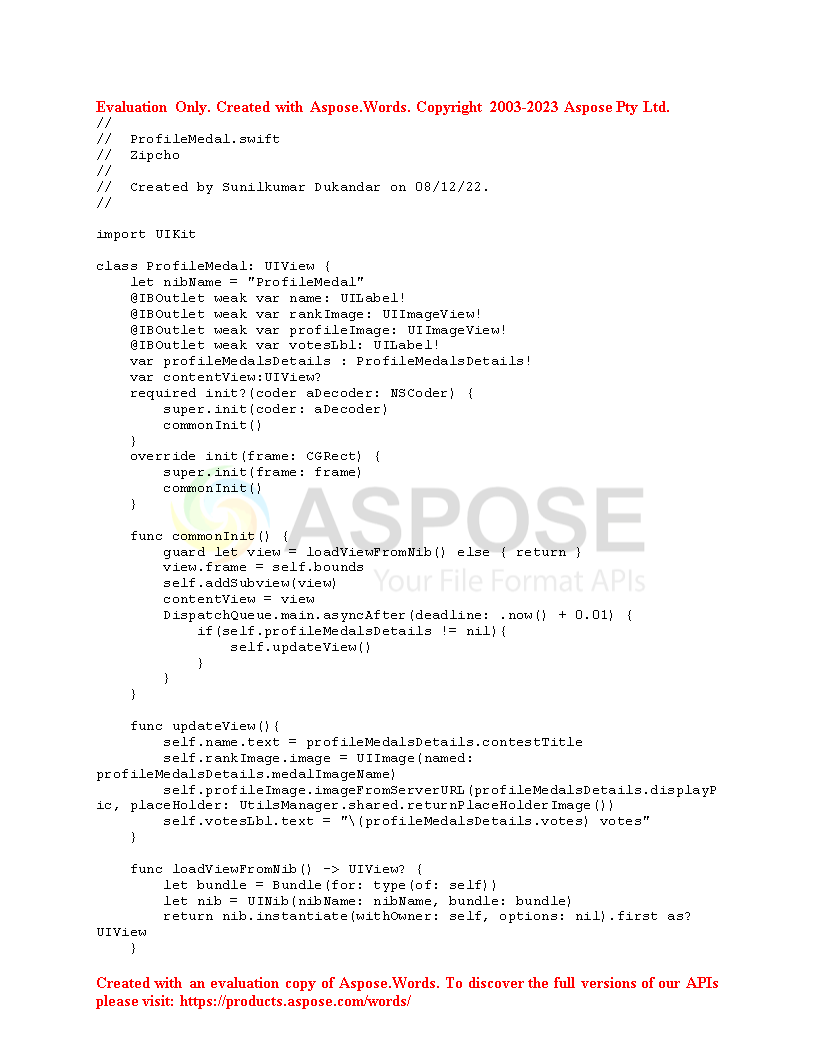 Evaluation Only. Created with Aspose.Words. Copyright 2003-2023 Aspose Pty Ltd.
//
//  ProfileMedal.swift
//  Zipcho
//
//  Created by Sunilkumar Dukandar on 08/12/22.
//
import UIKit
class ProfileMedal: UIView {
    let nibName = "ProfileMedal"
    @IBOutlet weak var name: UILabel!
    @IBOutlet weak var rankImage: UIImageView!
    @IBOutlet weak var profileImage: UIImageView!
    @IBOutlet weak var votesLbl: UILabel!
    var profileMedalsDetails : ProfileMedalsDetails!
    var contentView:UIView?
    required init?(coder aDecoder: NSCoder) {
        super.init(coder: aDecoder)
        commonInit()
    }
    override init(frame: CGRect) {
        super.init(frame: frame)
        commonInit()
    }
ASPOSE
Your File Format APIs
    func commonInit() {
        guard let view = loadViewFromNib() else { return }
        view.frame = self.bounds
        self.addSubview(view)
        contentView = view
        DispatchQueue.main.asyncAfter(deadline: .now() + 0.01) {
            if(self.profileMedalsDetails != nil){
                self.updateView()
            }
        }
    }
    func updateView(){
        self.name.text = profileMedalsDetails.contestTitle
        self.rankImage.image = UIImage(named:
profileMedalsDetails.medalImageName)
        self.profileImage.imageFromServerURL(profileMedalsDetails.displayP
ic, placeHolder: UtilsManager.shared.returnPlaceHolderImage())
        self.votesLbl.text = "\(profileMedalsDetails.votes) votes"
    }
    func loadViewFromNib() -> UIView? {
        let bundle = Bundle(for: type(of: self))
        let nib = UINib(nibName: nibName, bundle: bundle)
        return nib.instantiate(withOwner: self, options: nil).first as?
UIView
    }
Created with an evaluation copy of Aspose.Words. To discover the full versions of our APIs
please visit: https://products.aspose.com/words/